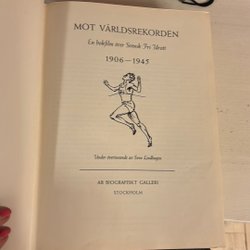 MOT VÄRLDSREKORDEN
En bokfilm över Svensk Fri Idrott
1906—1945
Under överinseende av Sven Lindhagen
AB BIOGRAFISKT GALLERI
STOCKHOLM